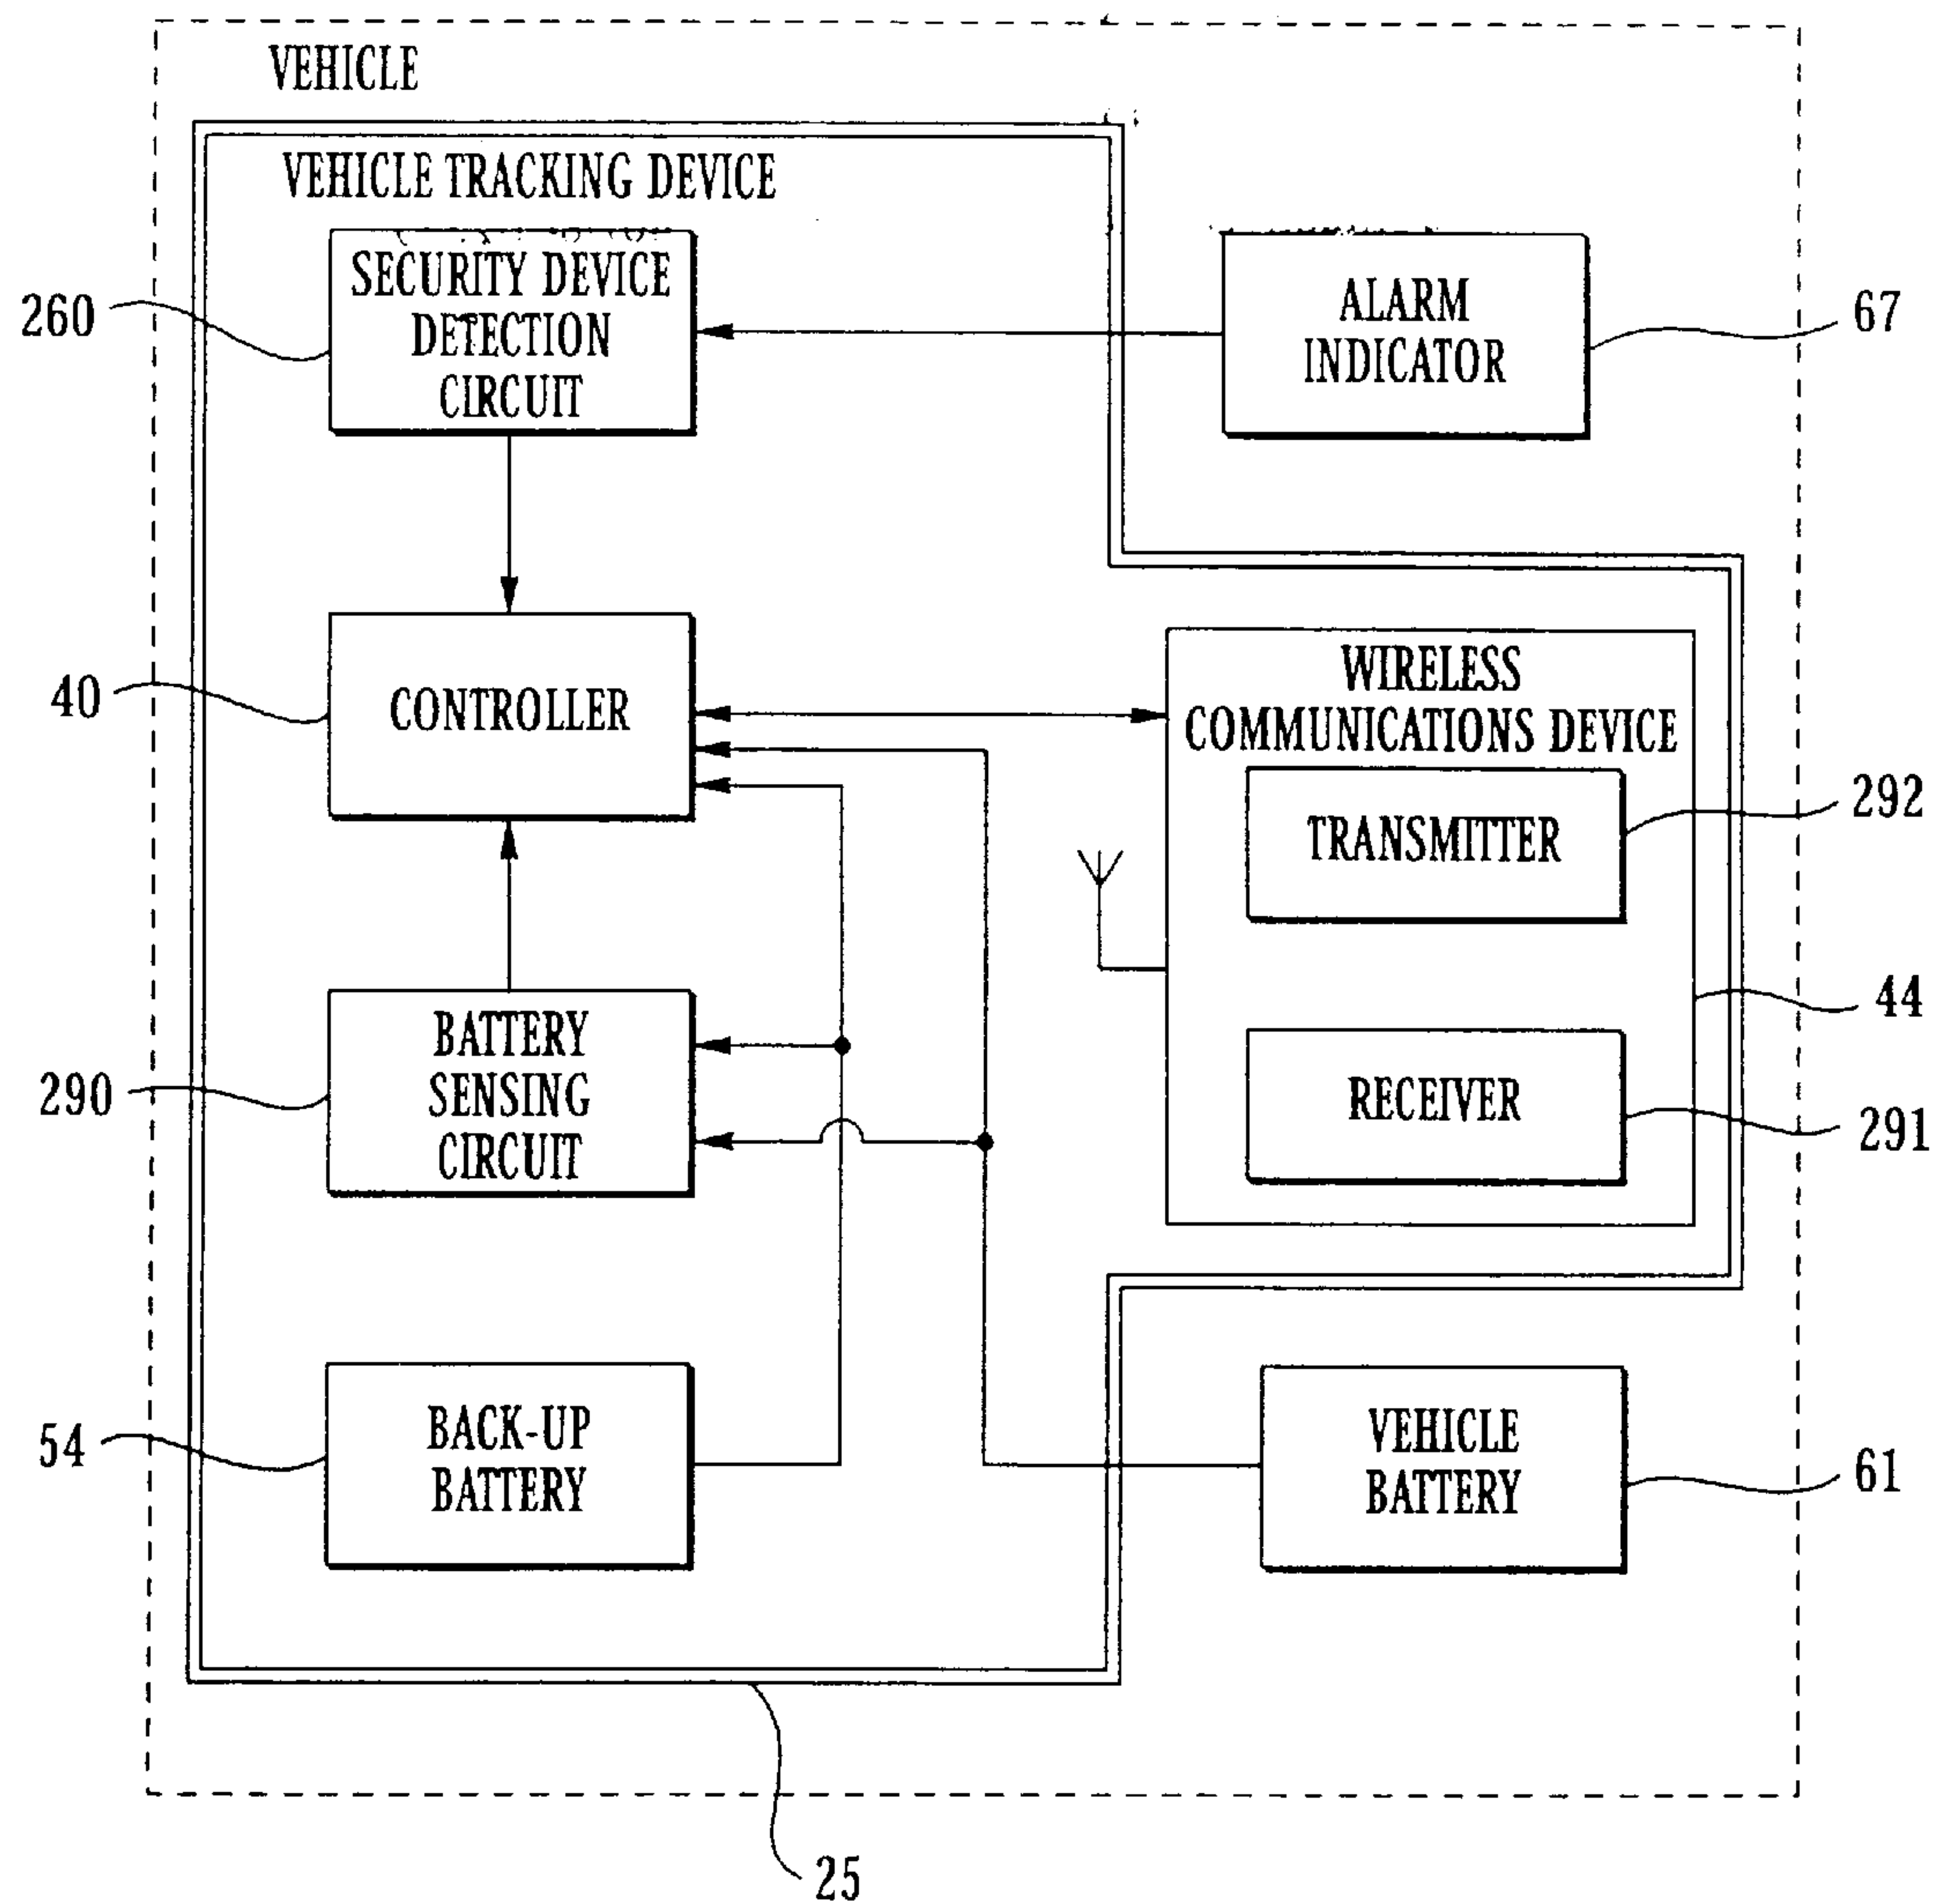 VEHICLE
VEHICLE TRACKING DEVICE
SECURITY DEVICE
DETECTION
CIRCUIT
260
ALARM
INDICATOR
67
CONTROLLER
40
WIRELESS
COMMUNICATIONS DEVICE
TRANSMITTER
292
44
RECEIVER
291
BATTERY
SENSING
CIRCUIT
290
BACK-UP
BATTERY
54
VEHICLE
BATTERY
61
25